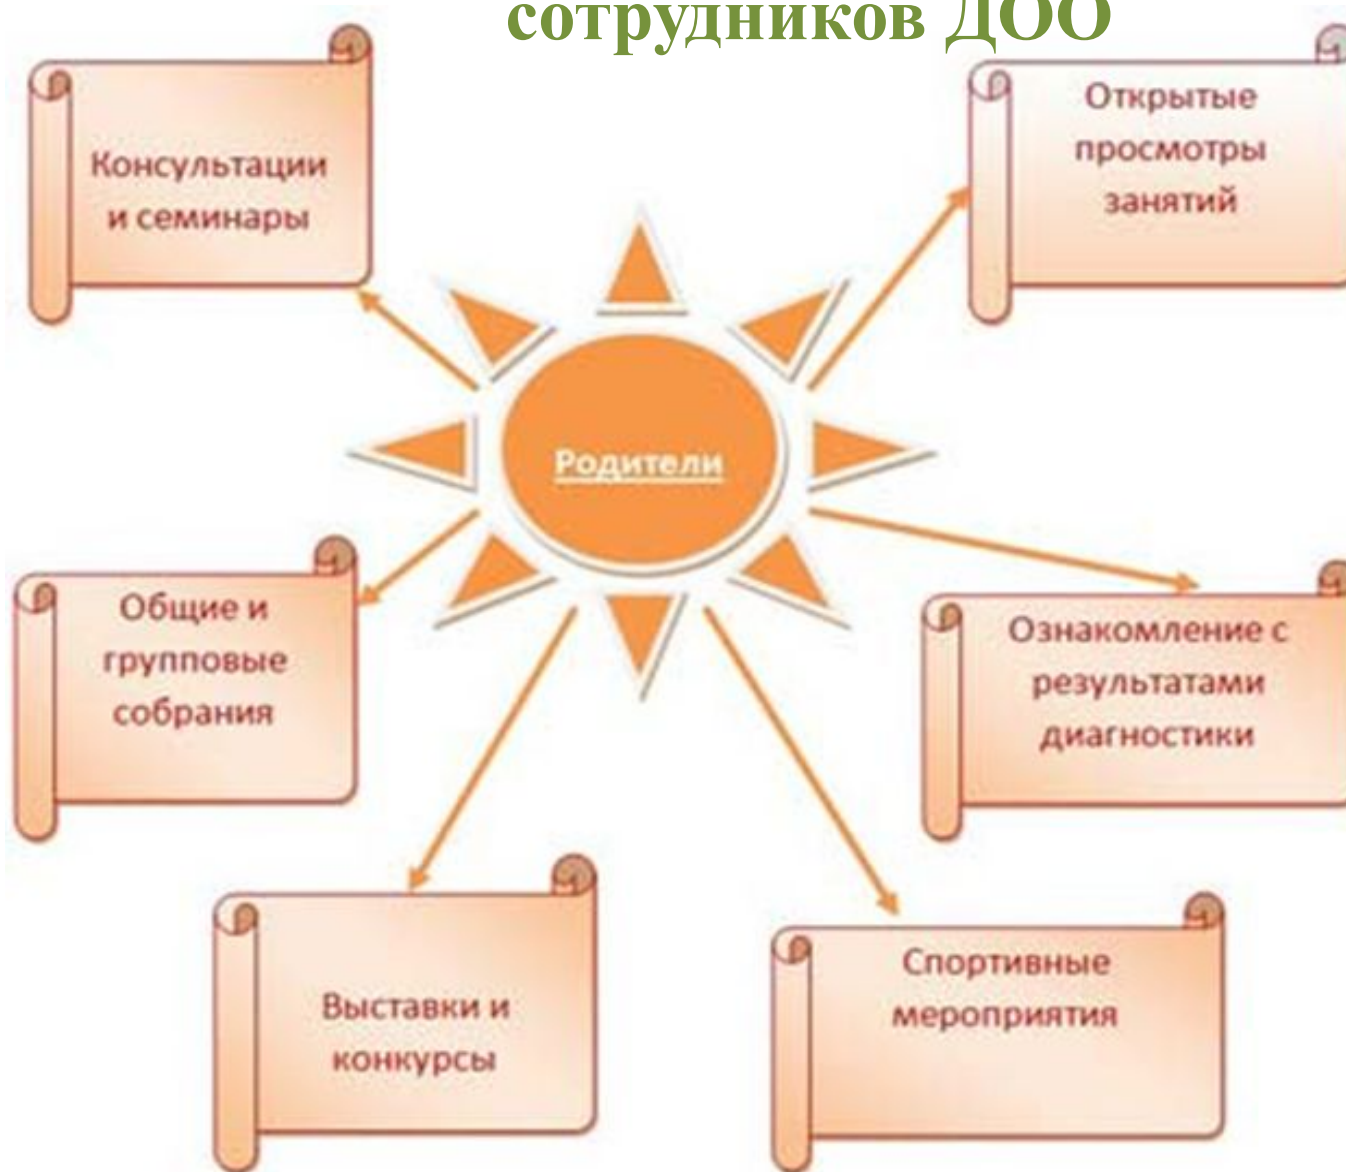 сотрудников ДОО
Консультации
и семинары
Открытые
просмотры
занятий
Родители
Общие и
групповые
собрания
Ознакомление с
результатами
диагностики
Выставки и
конкурсы
Спортивные
мероприятия